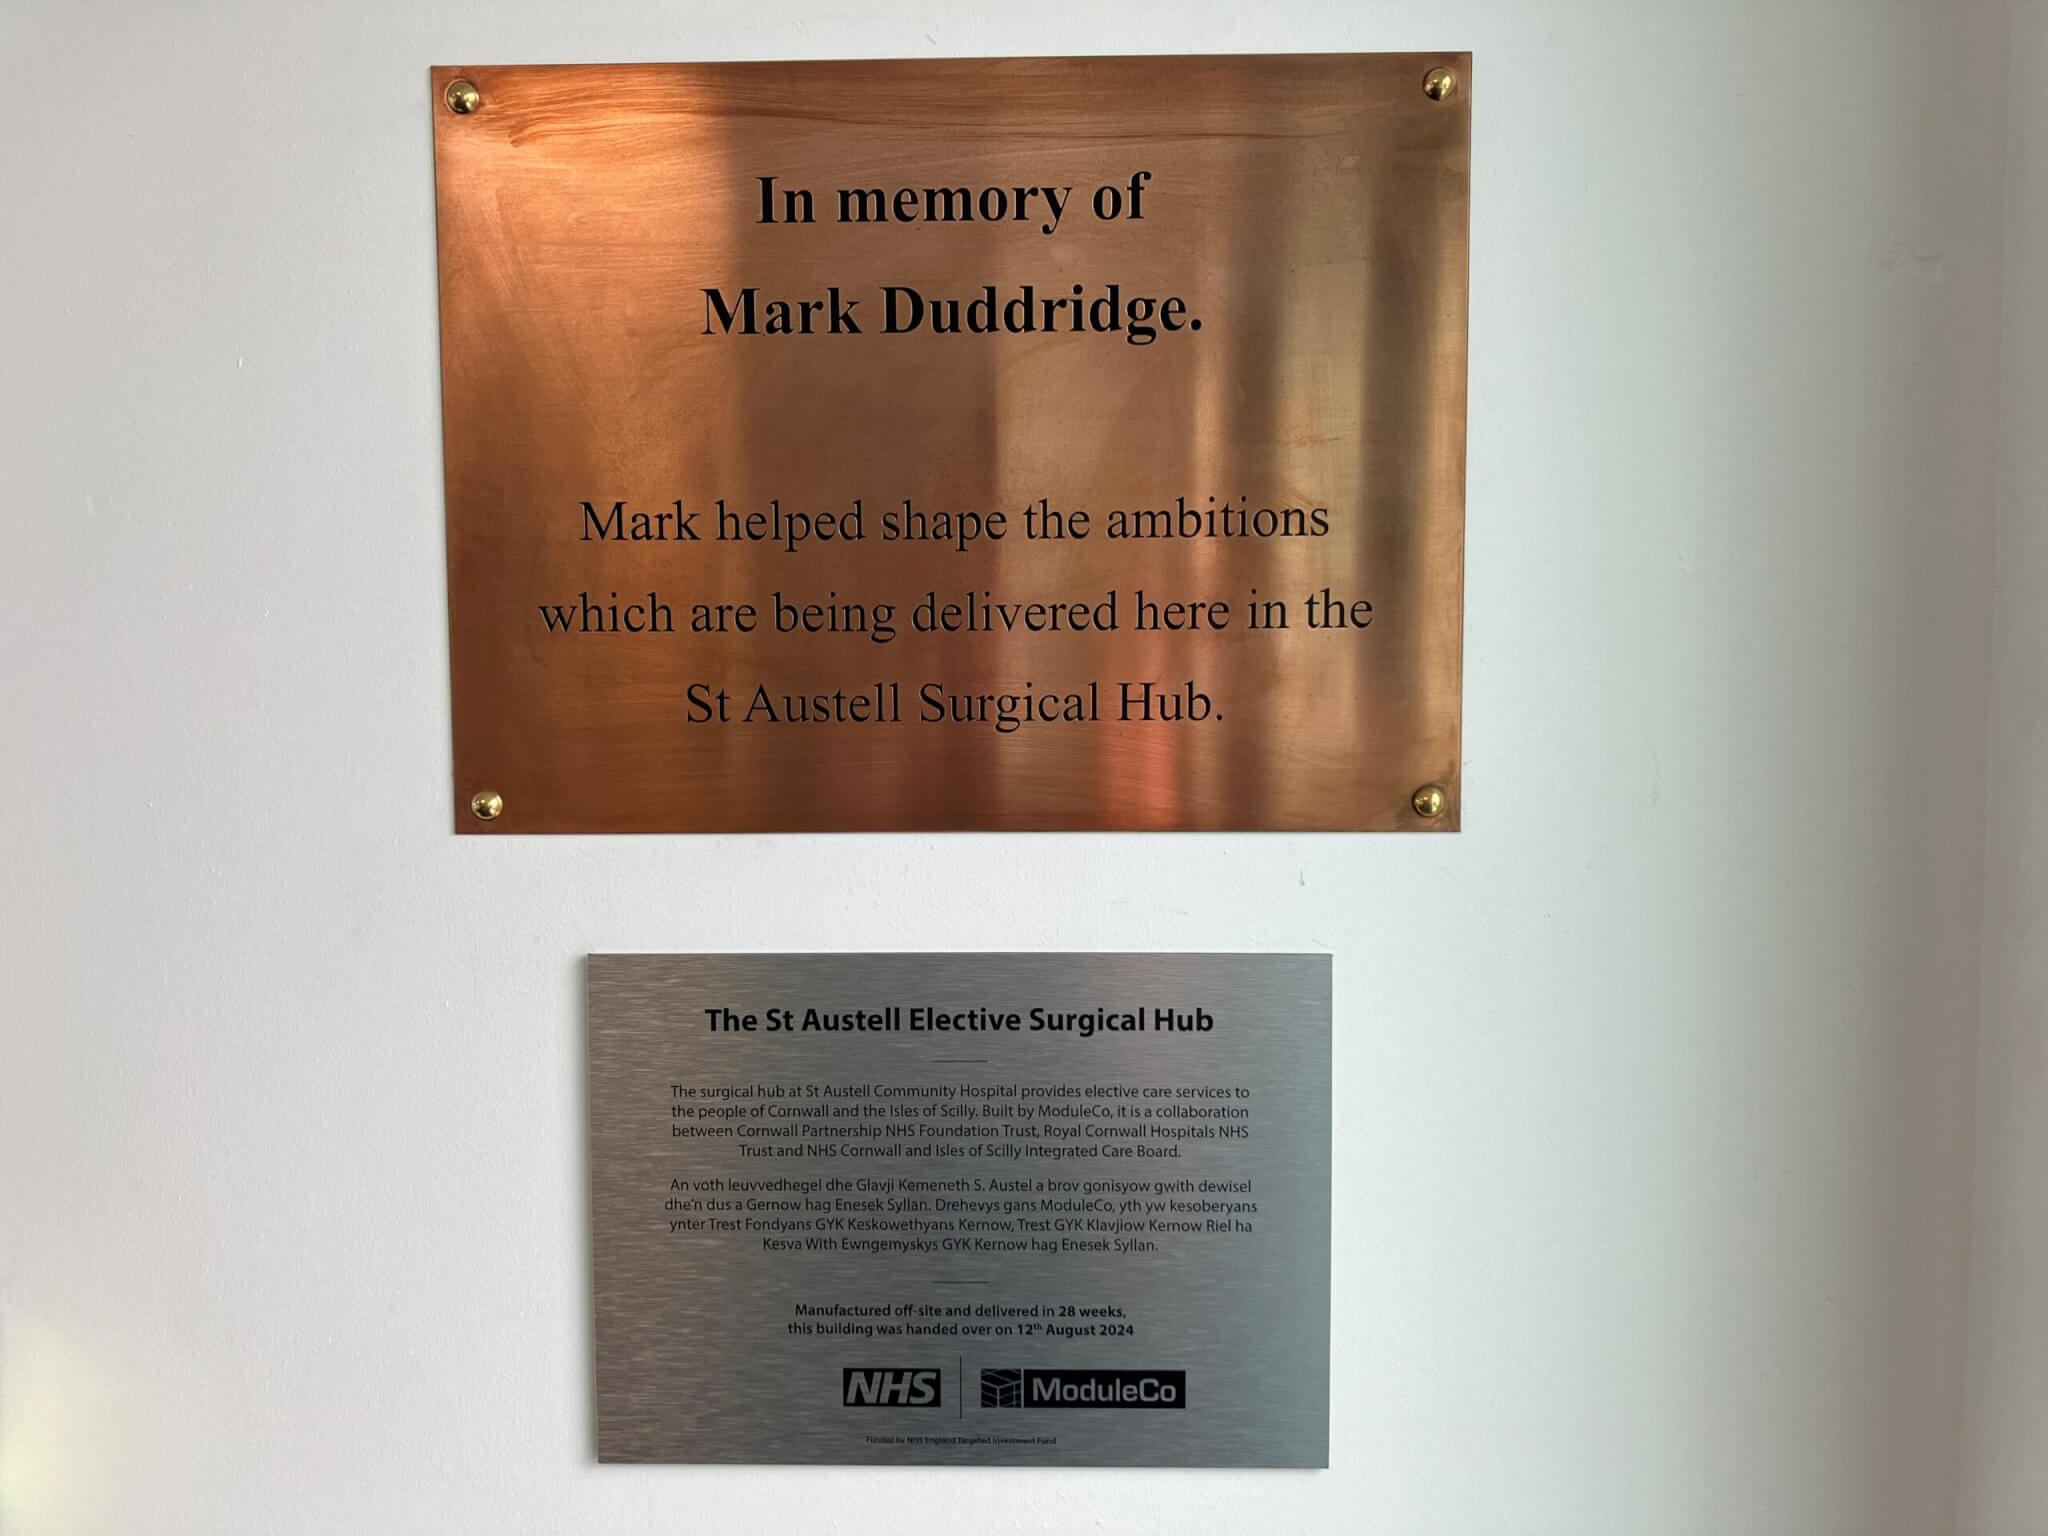 In memory of
Mark Duddridge.
Mark helped shape the ambitions
which are being delivered here in the
St Austell Surgical Hub.
The St Austell Elective Surgical Hub
The surgical hub at St Austell Community Hospital provides elective care services to
the people of Cornwall and the Isles of Scilly. Built by ModuleCo, it is a collaboration
between Cornwall Partnership NHS Foundation Trust, Royal Cornwall Hospitals NHS
Trust and NHS Cornwall and Isles of Scilly Integrated Care Board.
An voth leuvvedhegel dhe Glavji Kemeneth S. Austel a brov gonisyow gwith dewisel
dhe'n dus a Gernow hag Enesek Syllan. Drehevys gans ModuleCo, yth yw kesoberyans
ynter Trest Fondyans GYK Keskowethyans Kernow, Trest GYK Klavjiow Kernow Riel ha
Kesva With Ewngemyskys GYK Kernow hag Enesek Syllan.
Manufactured off-site and delivered in 28 weeks,
this building was handed over on 12th August 2024
NHS ModuleCo
Funded by NHS England Targeted Investment Fund